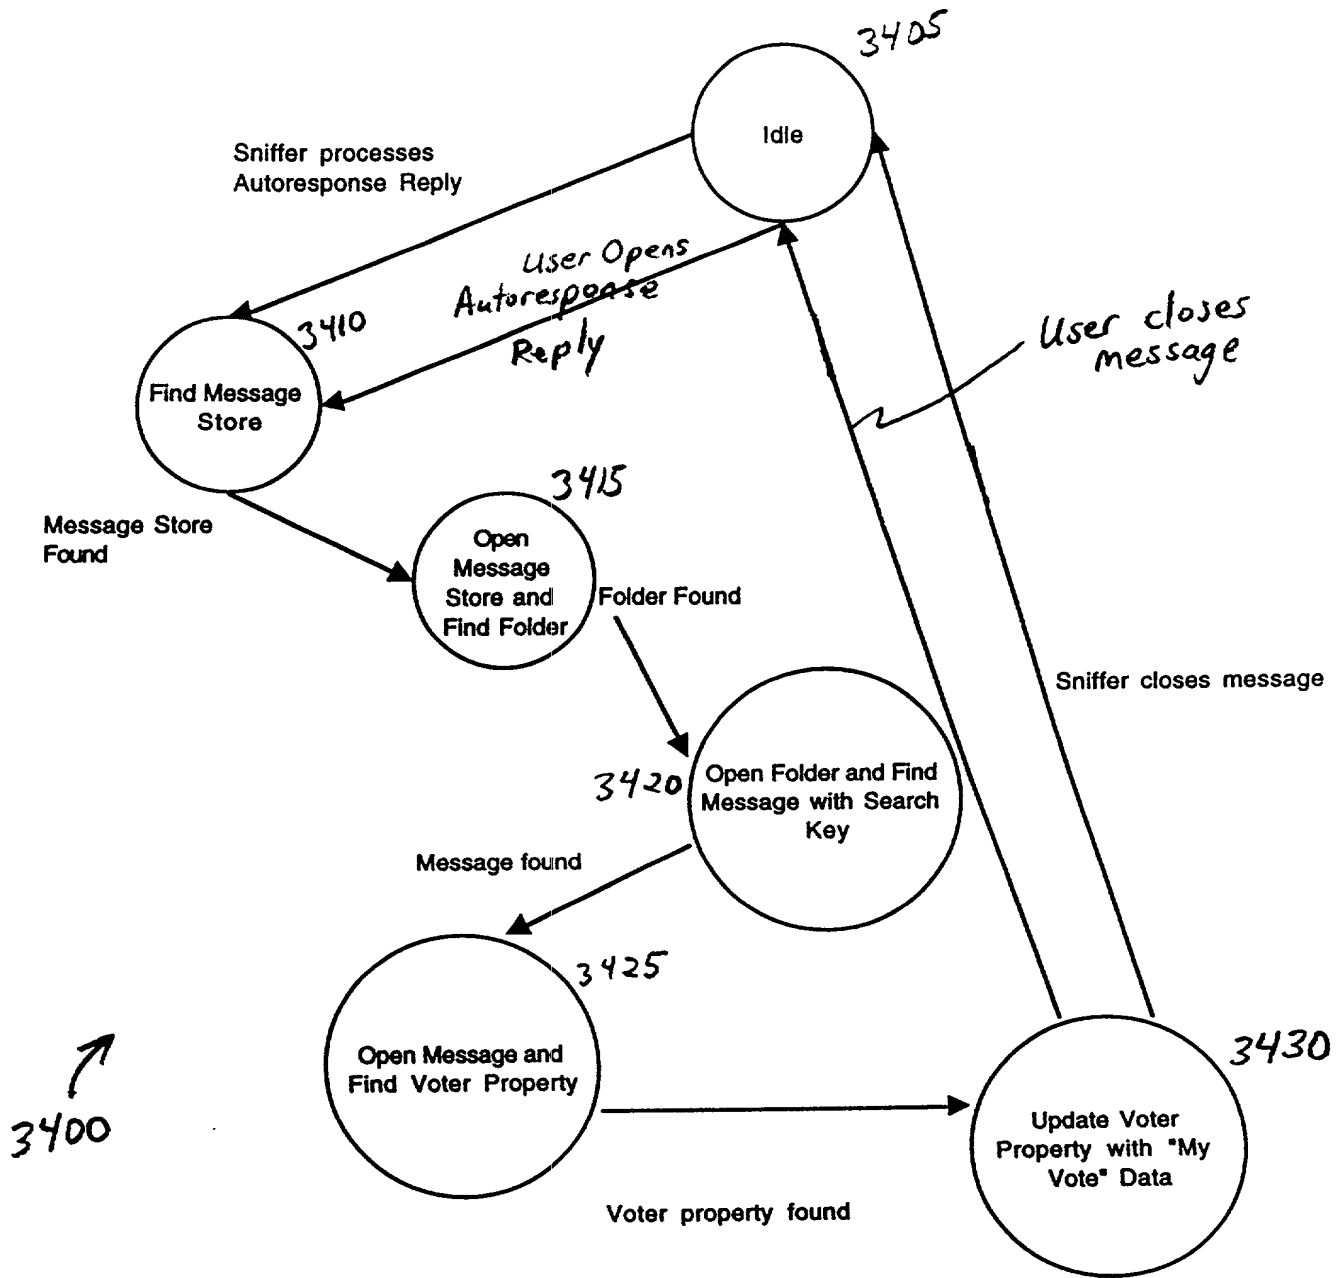 3405
Idle
Sniffer processes
Autoresponse Reply
User Opens
Autoresponse
Reply
3410
Find Message
Store
User closes
message
Message Store
Found
3415
Open
Message
Store and
Find Folder
Folder Found
Sniffer closes message
3420
Open Folder and Find
Message with Search
Key
Message found
3425
Open Message and
Find Voter Property
3430
Update Voter
Property with "My
Vote" Data
3400
Voter property found